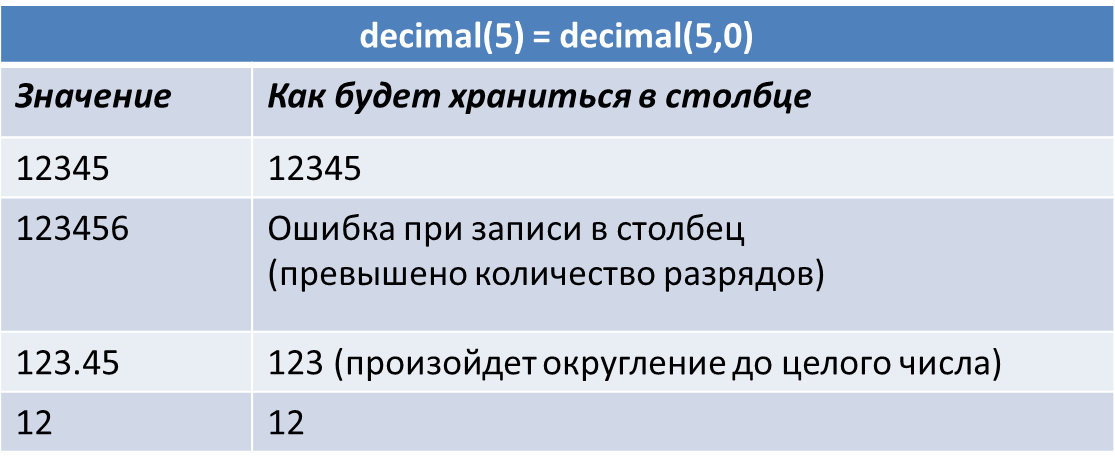 decimal(5) = decimal(5,0)
Значение Как будет храниться в столбце
12345 12345
123456 Ошибка при записи в столбец
(превышено количество разрядов)
123.45 123 (произойдет округление до целого числа)
12 12